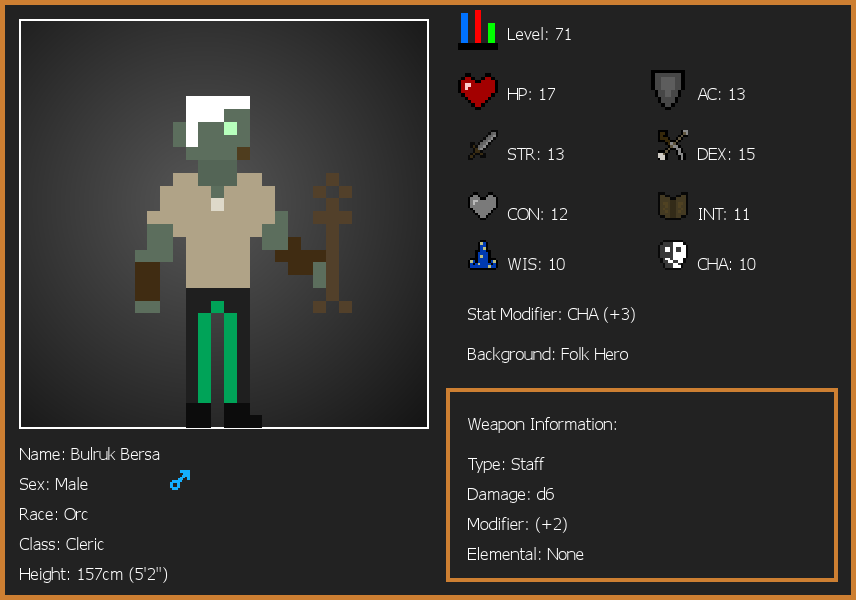 Level: 71
HP: 17
AC: 13
STR: 13
DEX: 15
CON: 12
INT: 11
WIS: 10
CHA: 10
Stat Modifier: CHA (+3)
Background: Folk Hero
Weapon Information:
Type: Staff
Damage: d6
Modifier: (+2)
Elemental: None
Name: Bulruk Bersa
Sex: Male
Race: Orc
Class: Cleric
Height: 157cm (5'2")